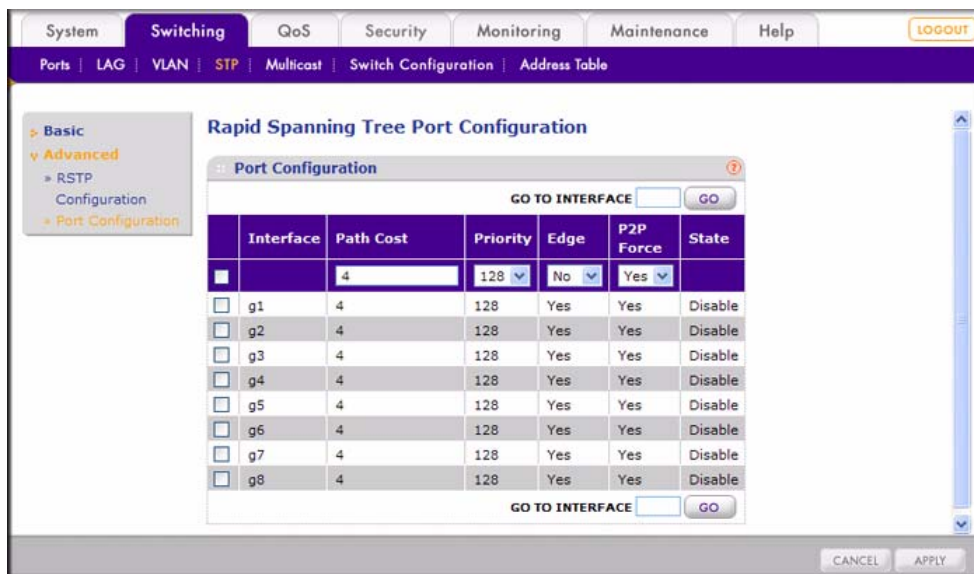 System Switching QoS Security Monitoring Maintenance Help LOGOUT
Ports LAG VLAN STP Multicast Switch Configuration Address Table
Basic
Advanced
RSTP
Configuration
Port Configuration
Rapid Spanning Tree Port Configuration
Port Configuration ?
GO TO INTERFACE GO
Interface Path Cost Priority Edge P2P Force State
4 128 No Yes
g1 4 128 Yes Yes Disable
g2 4 128 Yes Yes Disable
g3 4 128 Yes Yes Disable
g4 4 128 Yes Yes Disable
g5 4 128 Yes Yes Disable
g6 4 128 Yes Yes Disable
g7 4 128 Yes Yes Disable
g8 4 128 Yes Yes Disable
GO TO INTERFACE GO
CANCEL APPLY